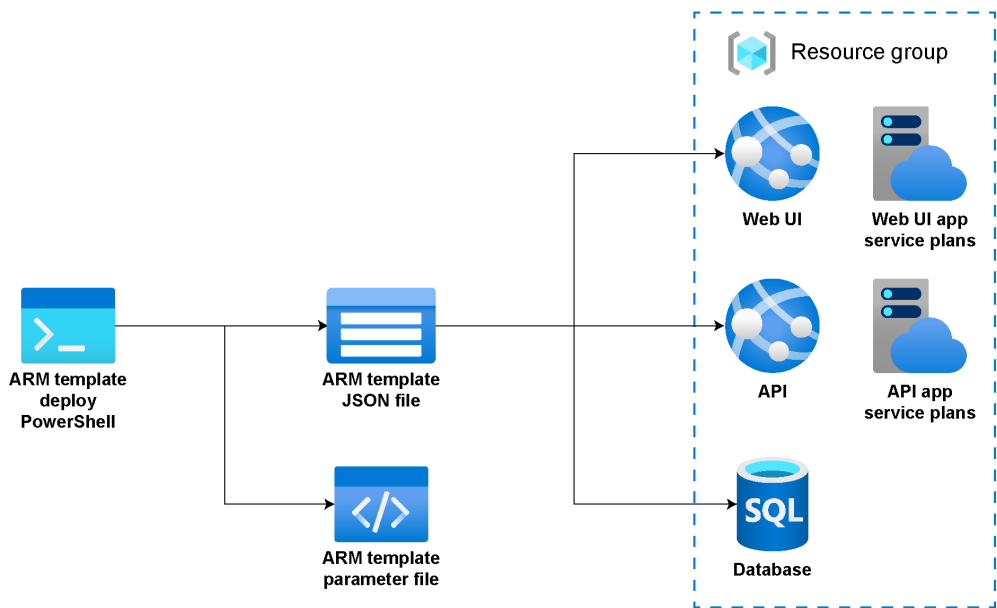 Resource group
Web UI
Web UI app
service plans
ARM template
deploy
PowerShell
ARM template
JSON file
API
API app
service plans
ARM template
parameter file
SQL
Database